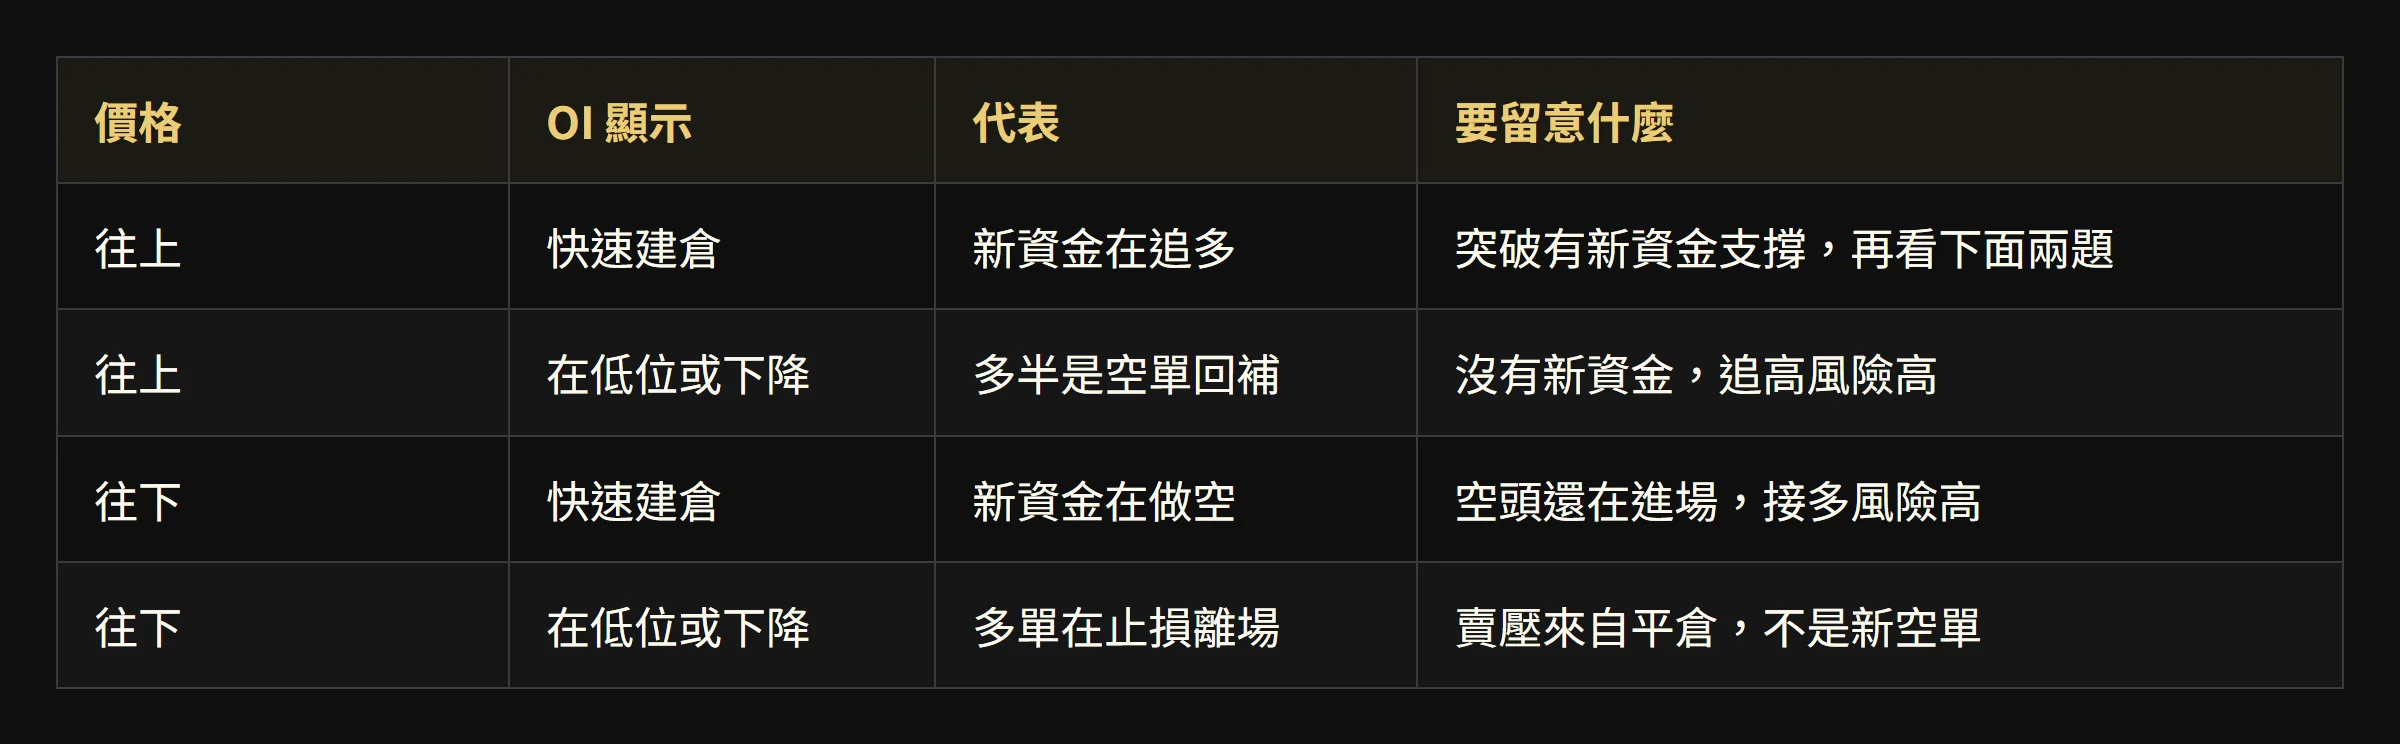 價格 OI 顯示 代表 要留意什麼
往上 快速建倉 新資金在追多 突破有新資金支撐，再看下面兩題
往上 在低位或下降 多半是空單回補 沒有新資金，追高風險高
往下 快速建倉 新資金在做空 空頭還在進場，接多風險高
往下 在低位或下降 多單在止損離場 賣壓來自平倉，不是新空單